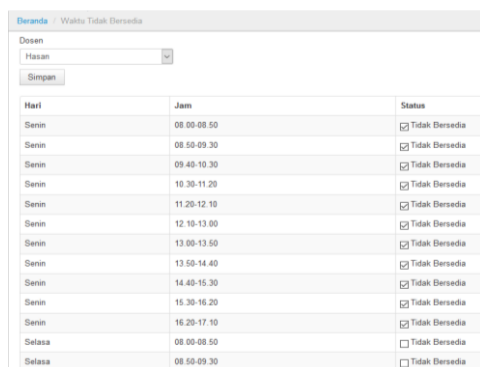 Beranda / Waktu Tidak Bersedia
Dosen
Hasan
Simpan
Hari Jam Status
Senin 08.00-08.50 Tidak Bersedia
Senin 08.50-09.30 Tidak Bersedia
Senin 09.40-10.30 Tidak Bersedia
Senin 10.30-11.20 Tidak Bersedia
Senin 11.20-12.10 Tidak Bersedia
Senin 12.10-13.00 Tidak Bersedia
Senin 13.00-13.50 Tidak Bersedia
Senin 13.50-14.40 Tidak Bersedia
Senin 14.40-15.30 Tidak Bersedia
Senin 15.30-16.20 Tidak Bersedia
Senin 16.20-17.10 Tidak Bersedia
Selasa 08.00-08.50 Tidak Bersedia
Selasa 08.50-09.30 Tidak Bersedia